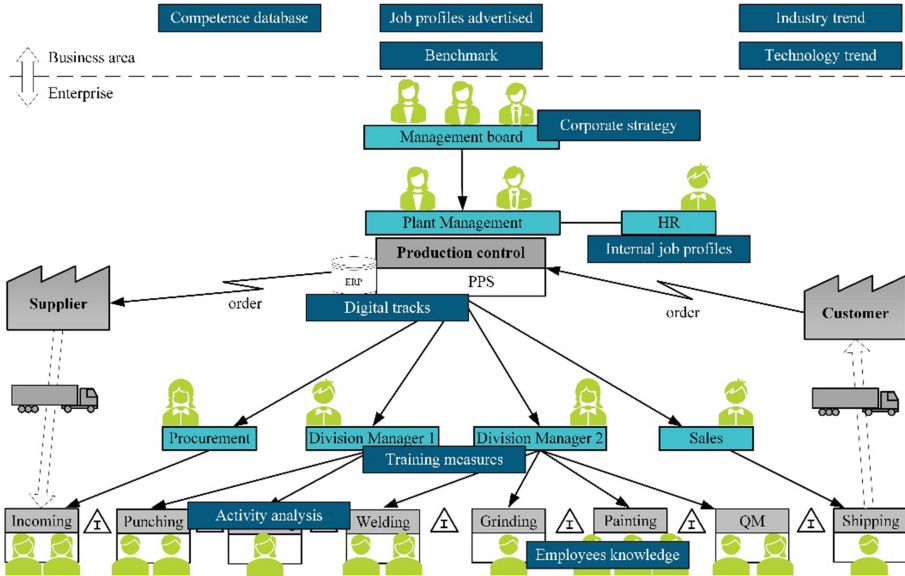 Competence database
Job profiles advertised
Industry trend
Business area
Benchmark
Technology trend
Enterprise
Corporate strategy
Management board
Plant Management
HR
Internal job profiles
Production control
ERP
PPS
Supplier
order
Digital tracks
order
Customer
Procurement
Division Manager 1
Division Manager 2
Sales
Training measures
Incoming
I
Punching
Activity analysis
Welding
I
Grinding
I
Painting
I
QM
I
Shipping
Employees knowledge